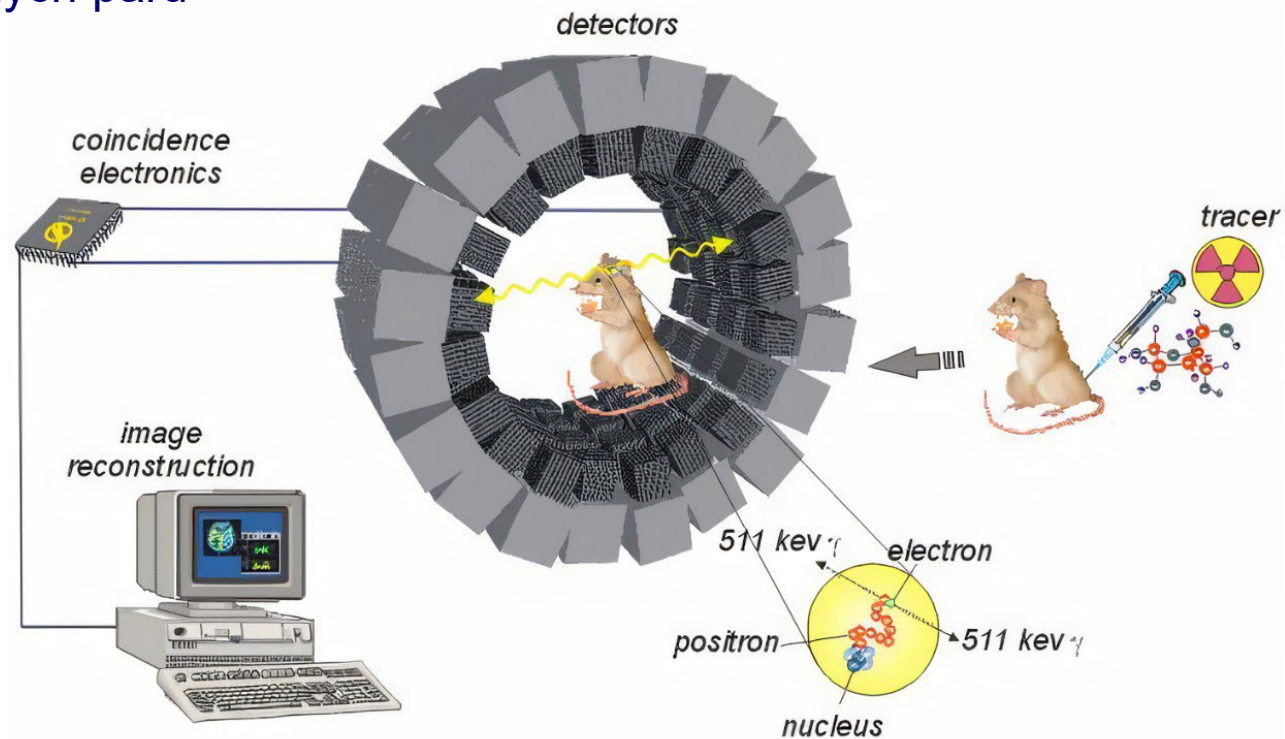 detectors
coincidence
electronics
tracer
image
reconstruction
511 kev γ
electron
positron
511 kev γ
nucleus